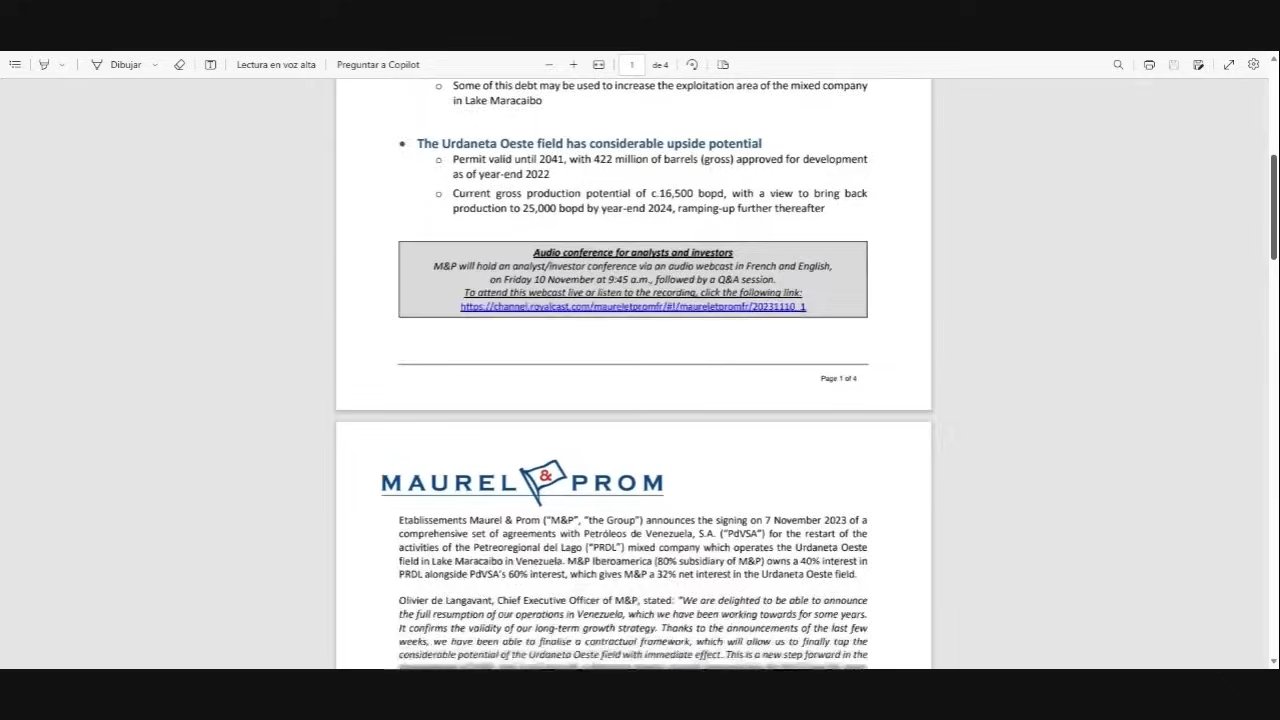 Dibujar
Lectura en voz alta
Preguntar a Copilot
1 de 4
o Some of this debt may be used to increase the exploitation area of the mixed company
in Lake Maracaibo
• The Urdaneta Oeste field has considerable upside potential
o Permit valid until 2041, with 422 million of barrels (gross) approved for development
as of year-end 2022
o Current gross production potential of c.16,500 bopd, with a view to bring back
production to 25,000 bopd by year-end 2024, ramping-up further thereafter
Audio conference for analysts and investors
M&P will hold an analyst/investor conference via an audio webcast in French and English,
on Friday 10 November at 9:45 a.m., followed by a Q&A session.
To attend this webcast live or listen to the recording, click the following link:
https://channel.royalcast.com/maureletpromfr/#!/maureletpromfr/20231110_1
Page 1 of 4
MAUREL & PROM
Etablissements Maurel & Prom ("M&P", "the Group") announces the signing on 7 November 2023 of a
comprehensive set of agreements with Petróleos de Venezuela, S.A. ("PdVSA") for the restart of the
activities of the Petreoregional del Lago ("PRDL") mixed company which operates the Urdaneta Oeste
field in Lake Maracaibo in Venezuela. M&P Iberoamerica (80% subsidiary of M&P) owns a 40% interest in
PRDL alongside PdVSA's 60% interest, which gives M&P a 32% net interest in the Urdaneta Oeste field.
Olivier de Langavant, Chief Executive Officer of M&P, stated: "We are delighted to be able to announce
the full resumption of our operations in Venezuela, which we have been working towards for some years.
It confirms the validity of our long-term growth strategy. Thanks to the announcements of the last few
weeks, we have been able to finalise a contractual framework, which will allow us to finally tap the
considerable potential of the Urdaneta Oeste field with immediate effect. This is a new step forward in the